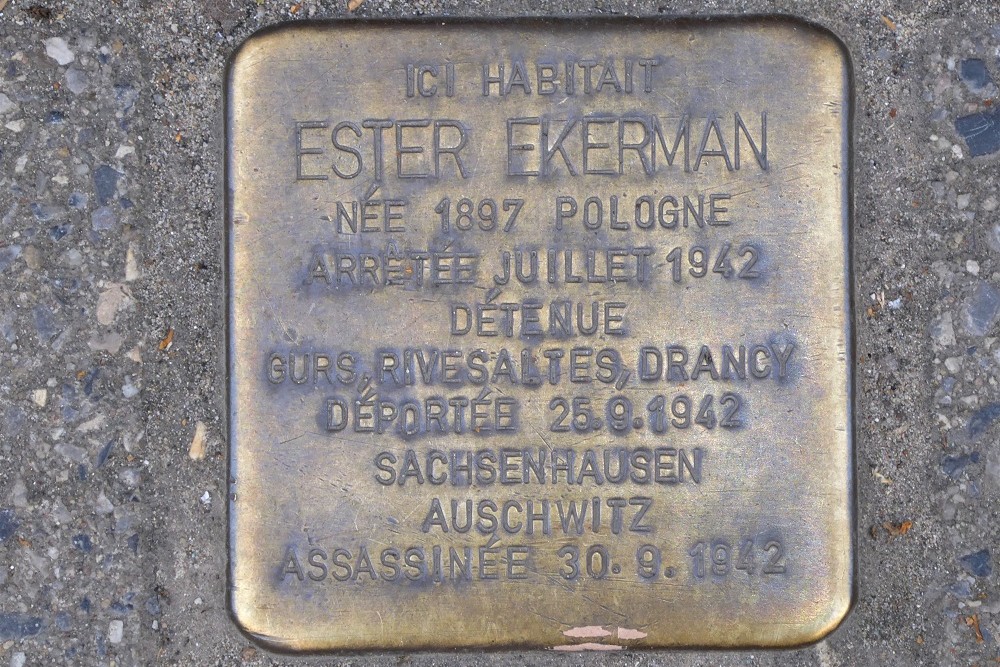 ICI HABITAIT
ESTER EKERMAN
NÉE 1897 POLOGNE
ARRÊTÉE JUILLET 1942
DÉTENUE
GURS, RIVESALTES, DRANCY
DÉPORTÉE 25.9.1942
SACHSENHAUSEN
AUSCHWITZ
ASSASSINÉE 30.9.1942